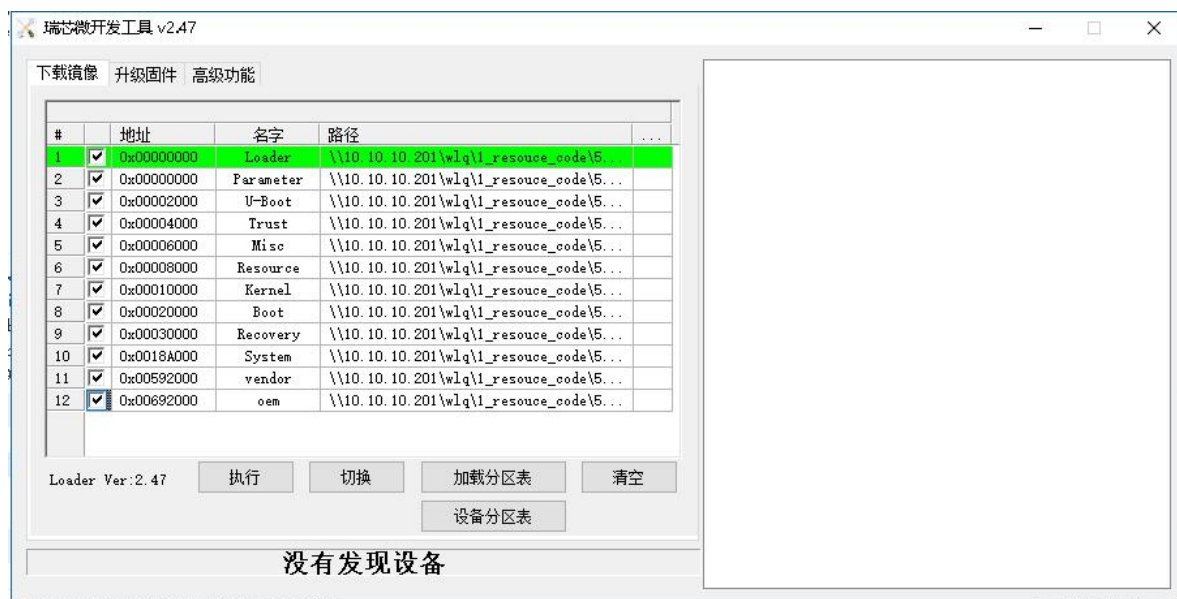 瑞芯微开发工具 v2.47
下载镜像 升级固件 高级功能
# 地址 名字 路径 ...
1 0x00000000 Loader \\10.10.10.201\wlq\1_resouce_code\5...
2 0x00000000 Parameter \\10.10.10.201\wlq\1_resouce_code\5...
3 0x00002000 U-Boot \\10.10.10.201\wlq\1_resouce_code\5...
4 0x00004000 Trust \\10.10.10.201\wlq\1_resouce_code\5...
5 0x00006000 Misc \\10.10.10.201\wlq\1_resouce_code\5...
6 0x00008000 Resource \\10.10.10.201\wlq\1_resouce_code\5...
7 0x00010000 Kernel \\10.10.10.201\wlq\1_resouce_code\5...
8 0x00020000 Boot \\10.10.10.201\wlq\1_resouce_code\5...
9 0x00030000 Recovery \\10.10.10.201\wlq\1_resouce_code\5...
10 0x0018A000 System \\10.10.10.201\wlq\1_resouce_code\5...
11 0x00592000 vendor \\10.10.10.201\wlq\1_resouce_code\5...
12 0x00692000 oem \\10.10.10.201\wlq\1_resouce_code\5...
Loader Ver:2.47 执行 切换 加载分区表 清空
设备分区表
没有发现设备